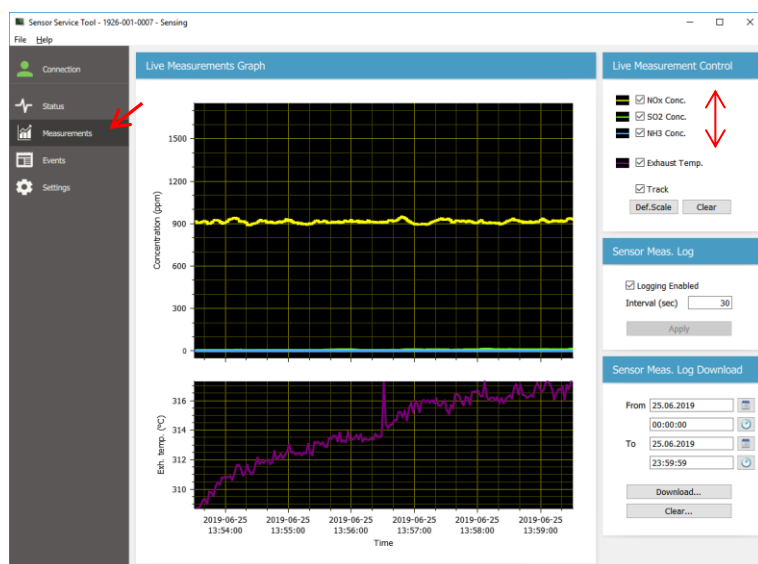 Sensor Service Tool - 1926-001-0007 - Sensing
File Help
Connection
Status
Measurements
Events
Settings
Live Measurements Graph
1500
1200
900
600
300
0
Concentration (ppm)
316
314
312
310
Exh. temp. (°C)
2019-06-25 2019-06-25 2019-06-25 2019-06-25 2019-06-25 2019-06-25
13:54:00 13:55:00 13:56:00 13:57:00 13:58:00 13:59:00
Time
Live Measurement Control
NOx Conc.
SO2 Conc.
NH3 Conc.
Exhaust Temp.
Track
Def.Scale Clear
Sensor Meas. Log
Logging Enabled
Interval (sec) 30
Apply
Sensor Meas. Log Download
From 25.06.2019
00:00:00
To 25.06.2019
23:59:59
Download...
Clear...